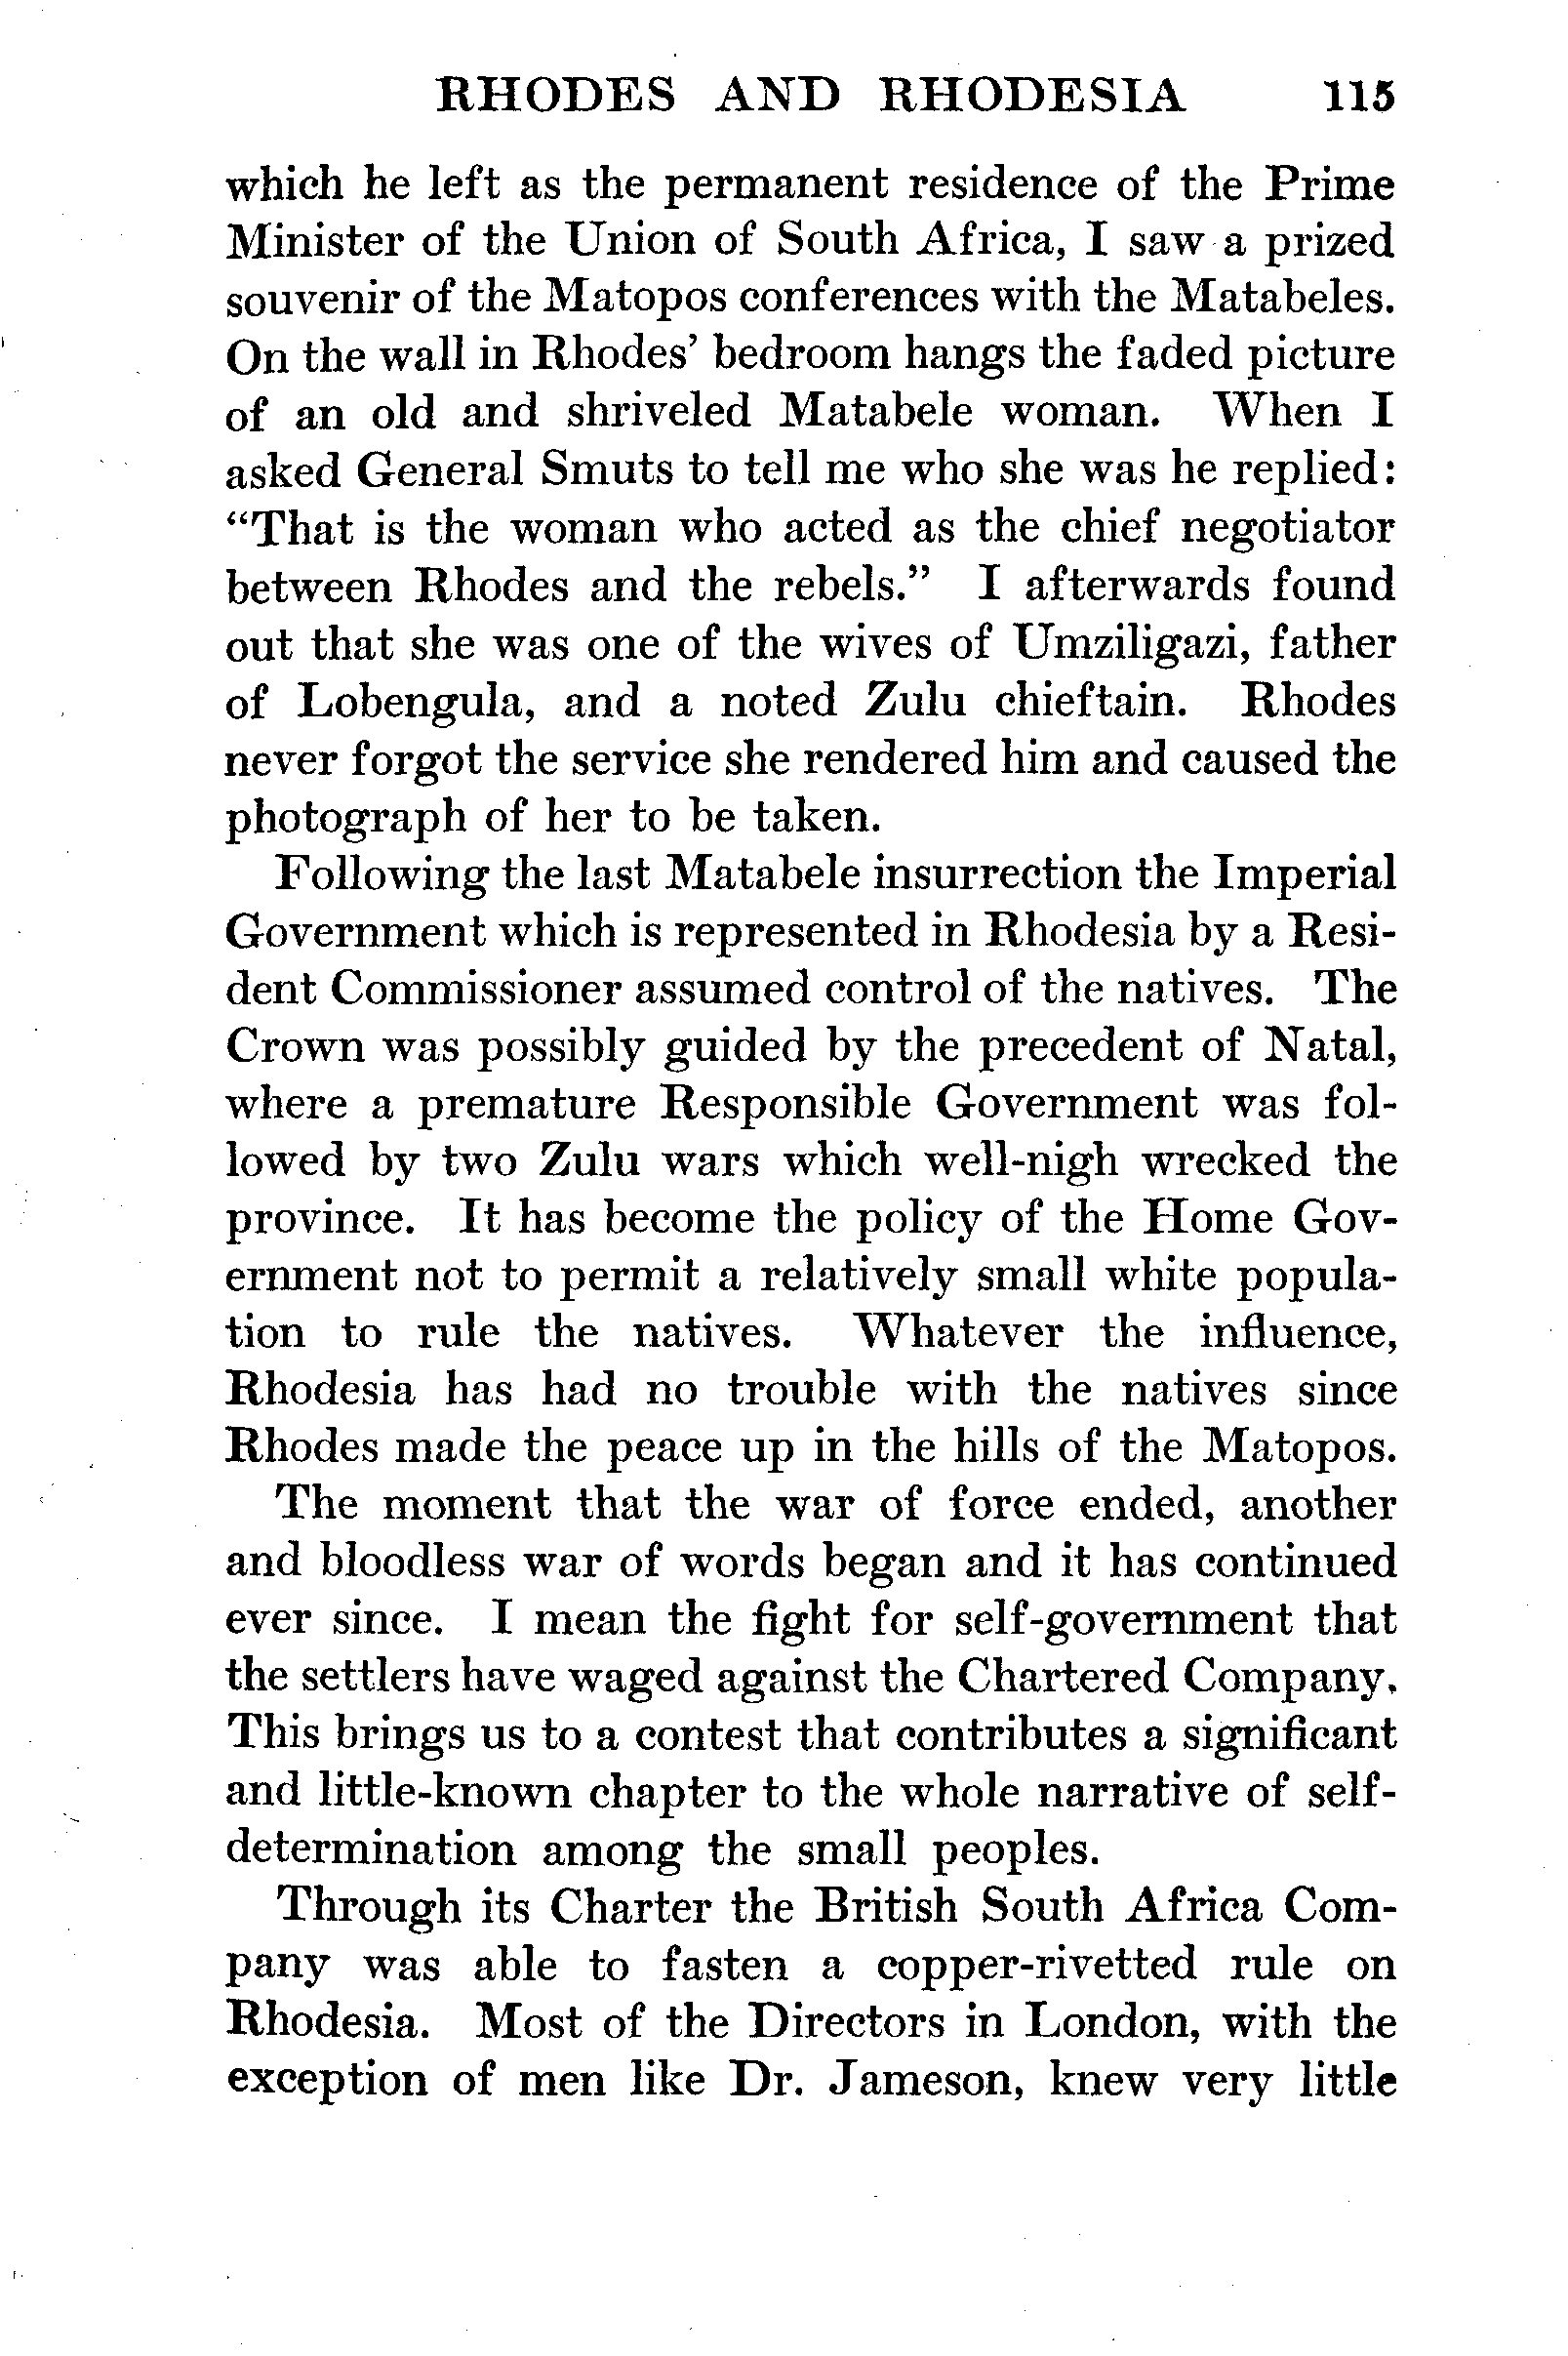 RHODES AND RHODESIA 115
which he left as the permanent residence of the Prime
Minister of the Union of South Africa, I saw a prized
souvenir of the Matopos conferences with the Matabeles.
On the wall in Rhodes' bedroom hangs the faded picture
of an old and shriveled Matabele woman. When I
asked General Smuts to tell me who she was he replied:
“That is the woman who acted as the chief negotiator
between Rhodes and the rebels.” I afterwards found
out that she was one of the wives of Umziligazi, father
of Lobengula, and a noted Zulu chieftain. Rhodes
never forgot the service she rendered him and caused the
photograph of her to be taken.
Following the last Matabele insurrection the Imperial
Government which is represented in Rhodesia by a Resi-
dent Commissioner assumed control of the natives. The
Crown was possibly guided by the precedent of Natal,
where a premature Responsible Government was fol-
lowed by two Zulu wars which well-nigh wrecked the
province. It has become the policy of the Home Gov-
ernment not to permit a relatively small white popula-
tion to rule the natives. Whatever the influence,
Rhodesia has had no trouble with the natives since
Rhodes made the peace up in the hills of the Matopos.
The moment that the war of force ended, another
and bloodless war of words began and it has continued
ever since. I mean the fight for self-government that
the settlers have waged against the Chartered Company.
This brings us to a contest that contributes a significant
and little-known chapter to the whole narrative of self-
determination among the small peoples.
Through its Charter the British South Africa Com-
pany was able to fasten a copper-rivetted rule on
Rhodesia. Most of the Directors in London, with the
exception of men like Dr. Jameson, knew very little